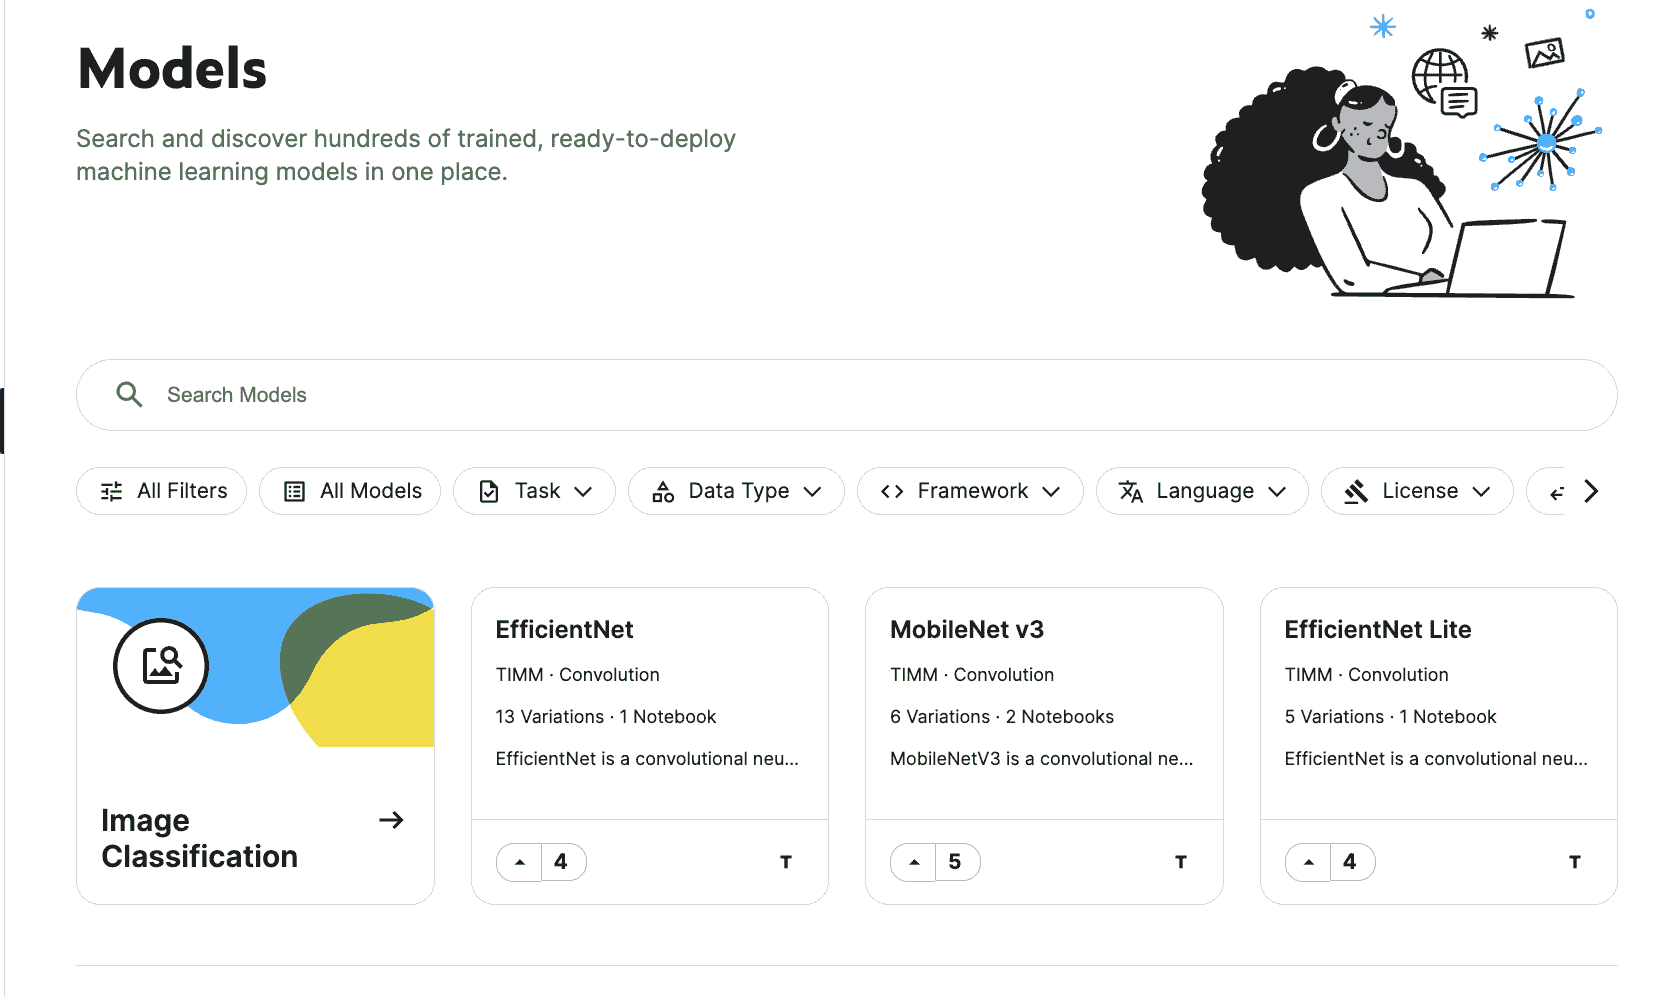 Models
Search and discover hundreds of trained, ready-to-deploy
machine learning models in one place.
Search Models
All Filters
All Models
Task
Data Type
Framework
Language
License
Image
Classification
EfficientNet
TIMM · Convolution
13 Variations · 1 Notebook
EfficientNet is a convolutional neu...
4
T
MobileNet v3
TIMM · Convolution
6 Variations · 2 Notebooks
MobileNetV3 is a convolutional ne...
5
T
EfficientNet Lite
TIMM · Convolution
5 Variations · 1 Notebook
EfficientNet is a convolutional neu...
4
T